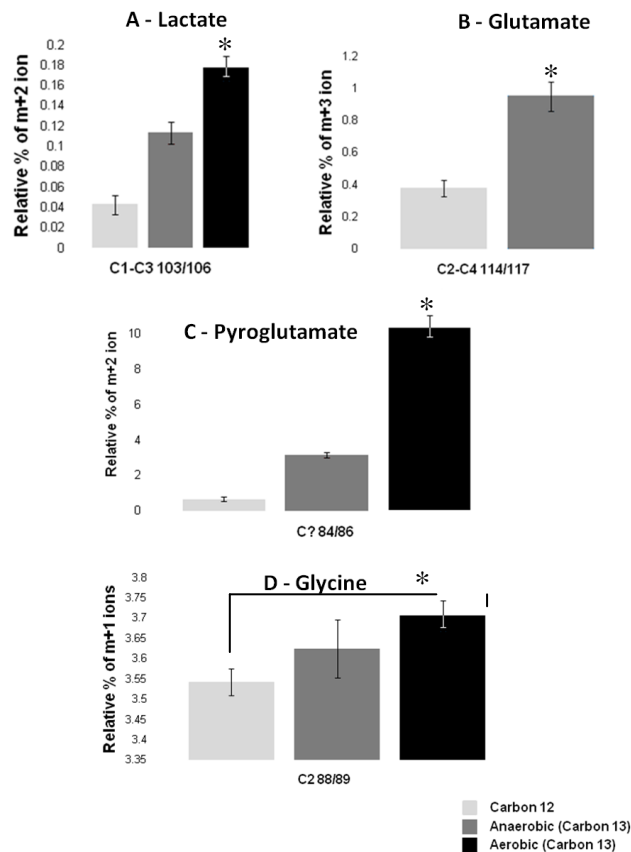 A - Lactate
*
0.2
0.18
0.16
0.14
0.12
0.1
0.08
0.06
0.04
0.02
0
Relative % of m+2 ion
C1-C3 103/106
B - Glutamate
*
1.2
1
0.8
0.6
0.4
0.2
0
Relative % of m+3 ion
C2-C4 114/117
C - Pyroglutamate
*
10
8
6
4
2
0
Relative % of m+2 ion
C? 84/86
D - Glycine
*
3.8
3.75
3.7
3.65
3.6
3.55
3.5
3.45
3.4
3.35
Relative % of m+1 ions
C2 88/89
Carbon 12
Anaerobic (Carbon 13)
Aerobic (Carbon 13)